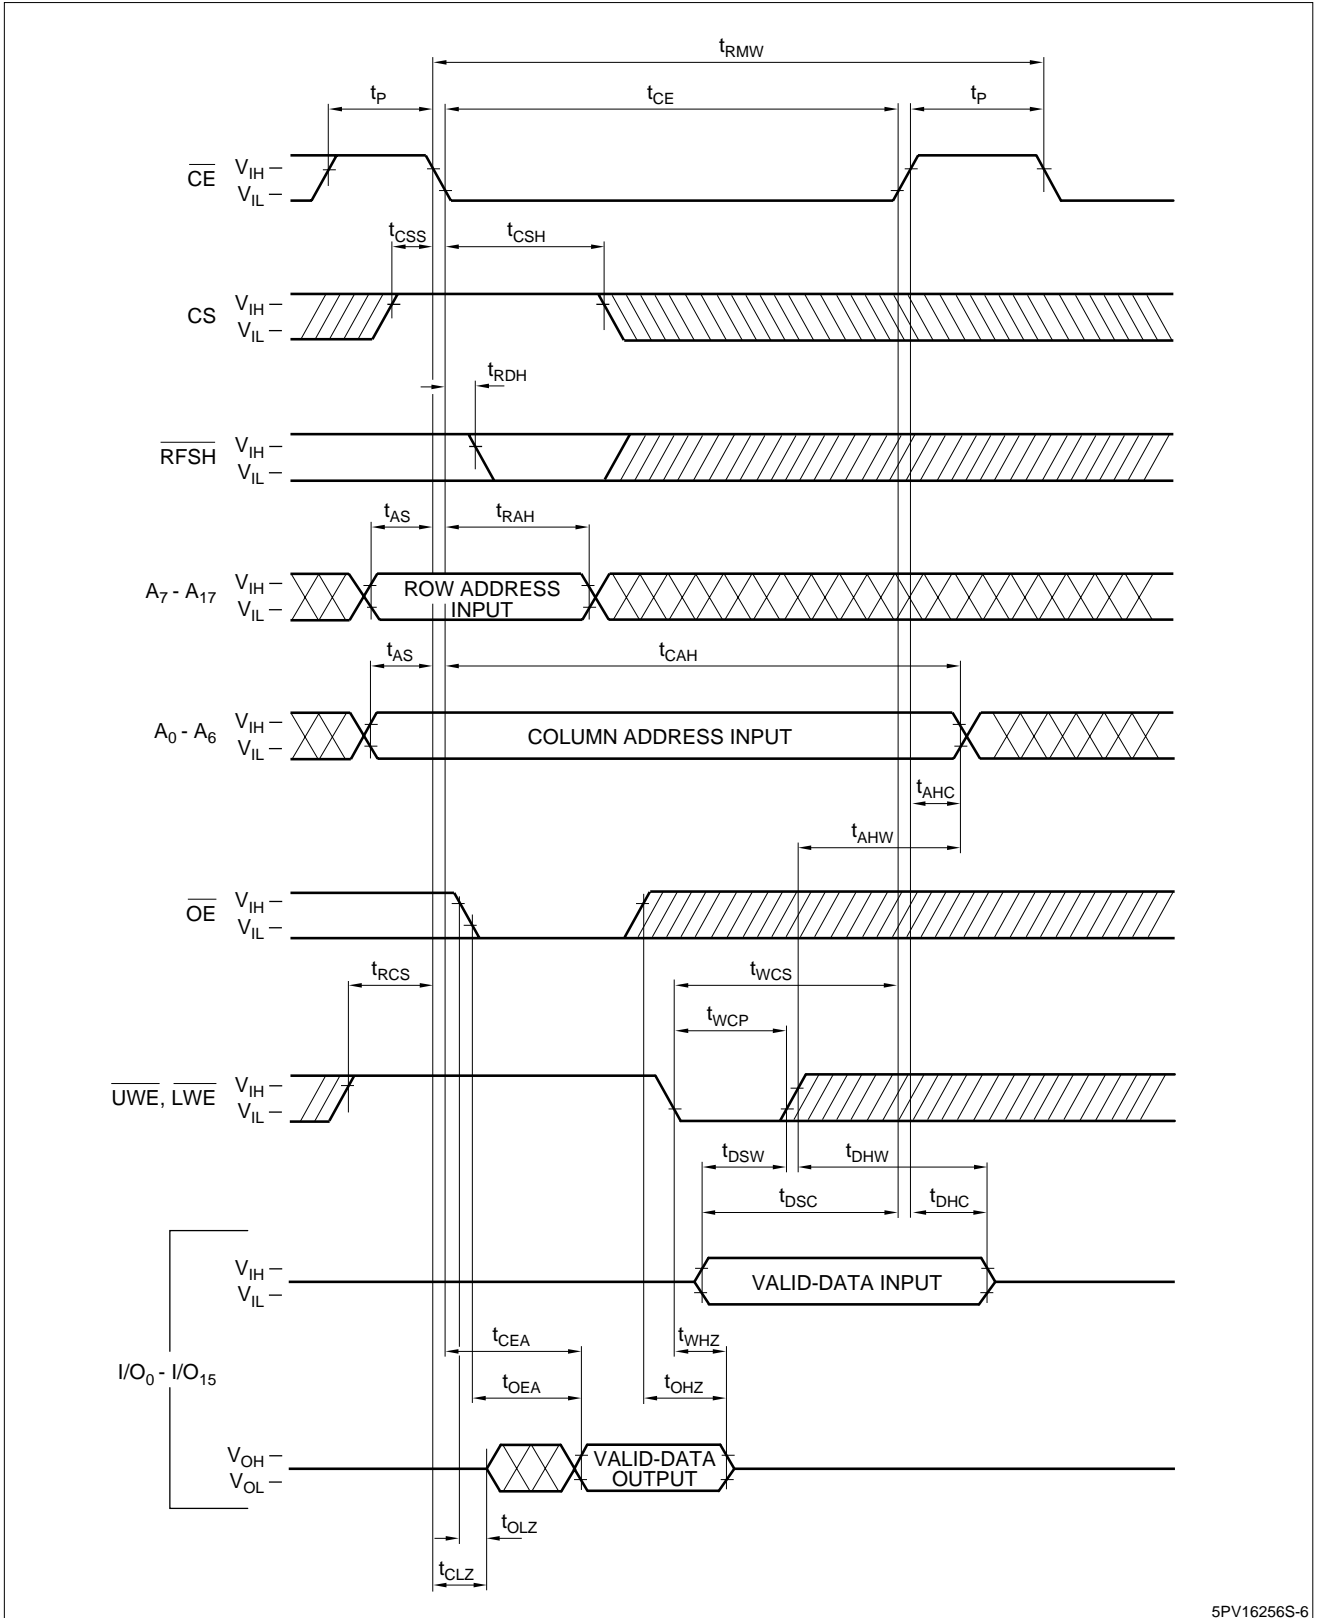 tRMW
tP tCE tP
CE VIH
VIL
tCSS tCSH
CS VIH
VIL
tRDH
RFSH VIH
VIL
tAS tRAH
A7 - A17 VIH
VIL
ROW ADDRESS
INPUT
tAS tCAH
A0 - A6 VIH
VIL
COLUMN ADDRESS INPUT
tAHC
tAHW
OE VIH
VIL
tRCS tWCS
tWCP
UWE, LWE VIH
VIL
tDSW tDHW
tDSC tDHC
VIH
VIL
VALID-DATA INPUT
tCEA tWHZ
I/O0 - I/O15
tOEA tOHZ
VOH
VOL
VALID-DATA
OUTPUT
tOLZ
tCLZ
5PV16256S-6